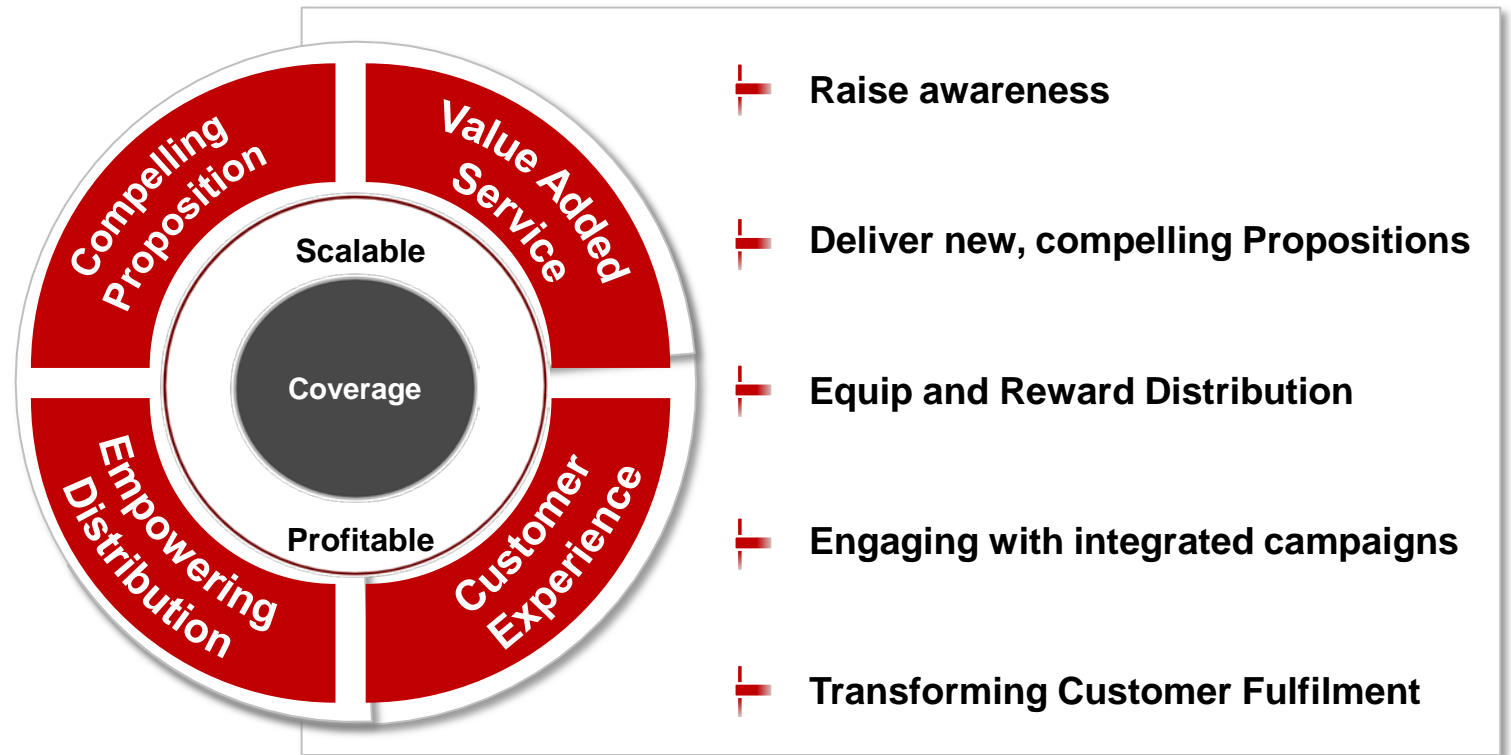 Compelling
Proposition
Value Added
Service
Scalable
Coverage
Profitable
Empowering
Distribution
Customer
Experience
Raise awareness
Deliver new, compelling Propositions
Equip and Reward Distribution
Engaging with integrated campaigns
Transforming Customer Fulfilment